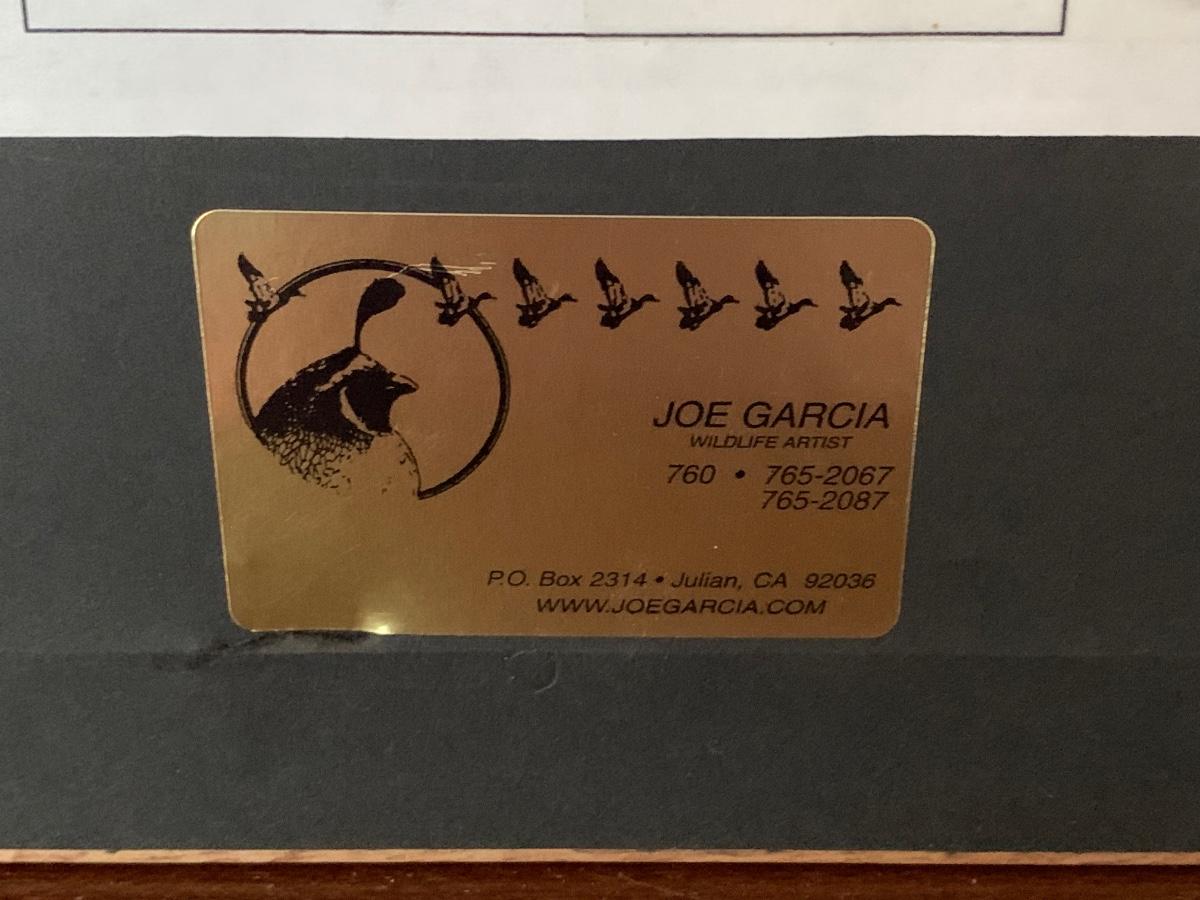 JOE GARCIA
WILDLIFE ARTIST
760 • 765-2067
765-2087
P.O. Box 2314 • Julian, CA 92036
WWW.JOEGARCIA.COM